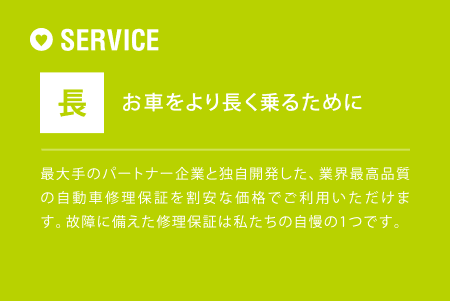 SERVICE
長
お車をより長く乗るために
最大手のパートナー企業と独自開発した、業界最高品質
の自動車修理保証を割安な価格でご利用いただけま
す。故障に備えた修理保証は私たちの自慢の1つです。